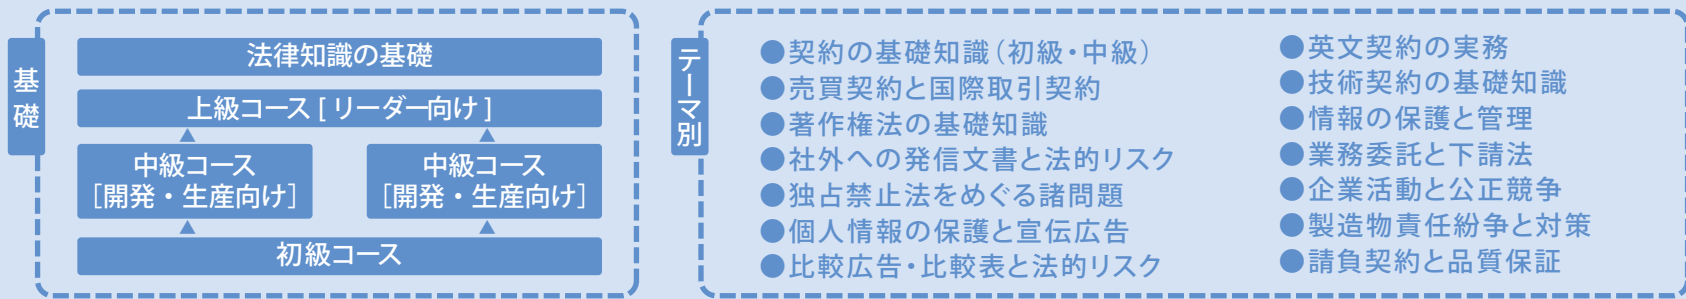 基礎
法律知識の基礎
上級コース [ リーダー向け ]
中級コース
[開発・生産向け]
中級コース
[開発・生産向け]
初級コース
テーマ別
●契約の基礎知識(初級・中級)
●売買契約と国際取引契約
●著作権法の基礎知識
●社外への発信文書と法的リスク
●独占禁止法をめぐる諸問題
●個人情報の保護と宣伝広告
●比較広告・比較表と法的リスク
●英文契約の実務
●技術契約の基礎知識
●情報の保護と管理
●業務委託と下請法
●企業活動と公正競争
●製造物責任紛争と対策
●請負契約と品質保証